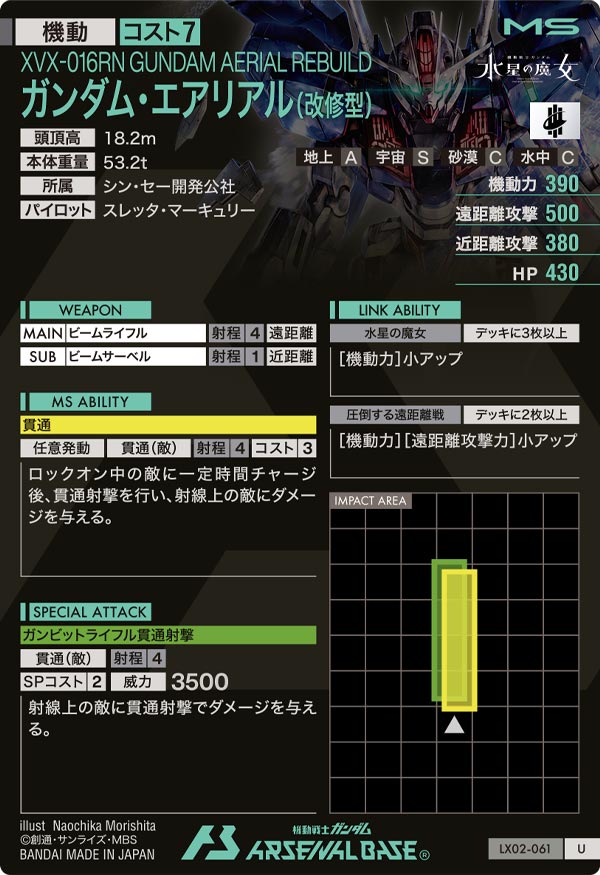 機動 コスト7 MS
XVX-016RN GUNDAM AERIAL REBUILD
ガンダム・エアリアル(改修型)
機動戦士ガンダム
水星の魔女
頭頂高 18.2m
本体重量 53.2t
所属 シン・セー開発公社
パイロット スレッタ・マーキュリー
地上 A 宇宙 S 砂漠 C 水中 C
機動力 390
遠距離攻撃 500
近距離攻撃 380
HP 430
WEAPON
MAIN ビームライフル 射程 4 遠距離
SUB ビームサーベル 射程 1 近距離
MS ABILITY
貫通
任意発動 貫通(敵) 射程 4 コスト 3
ロックオン中の敵に一定時間チャージ
後、貫通射撃を行い、射線上の敵にダメー
ジを与える。
SPECIAL ATTACK
ガンビットライフル貫通射撃
貫通(敵) 射程 4
SPコスト 2 威力 3500
射線上の敵に貫通射撃でダメージを与え
る。
LINK ABILITY
水星の魔女 デッキに3枚以上
[機動力]小アップ
圧倒する遠距離戦 デッキに2枚以上
[機動力][遠距離攻撃力]小アップ
IMPACT AREA
illust Naochika Morishita
©創通・サンライズ・MBS
BANDAI MADE IN JAPAN
機動戦士ガンダム
ARSENAL BASE®
LX02-061 U